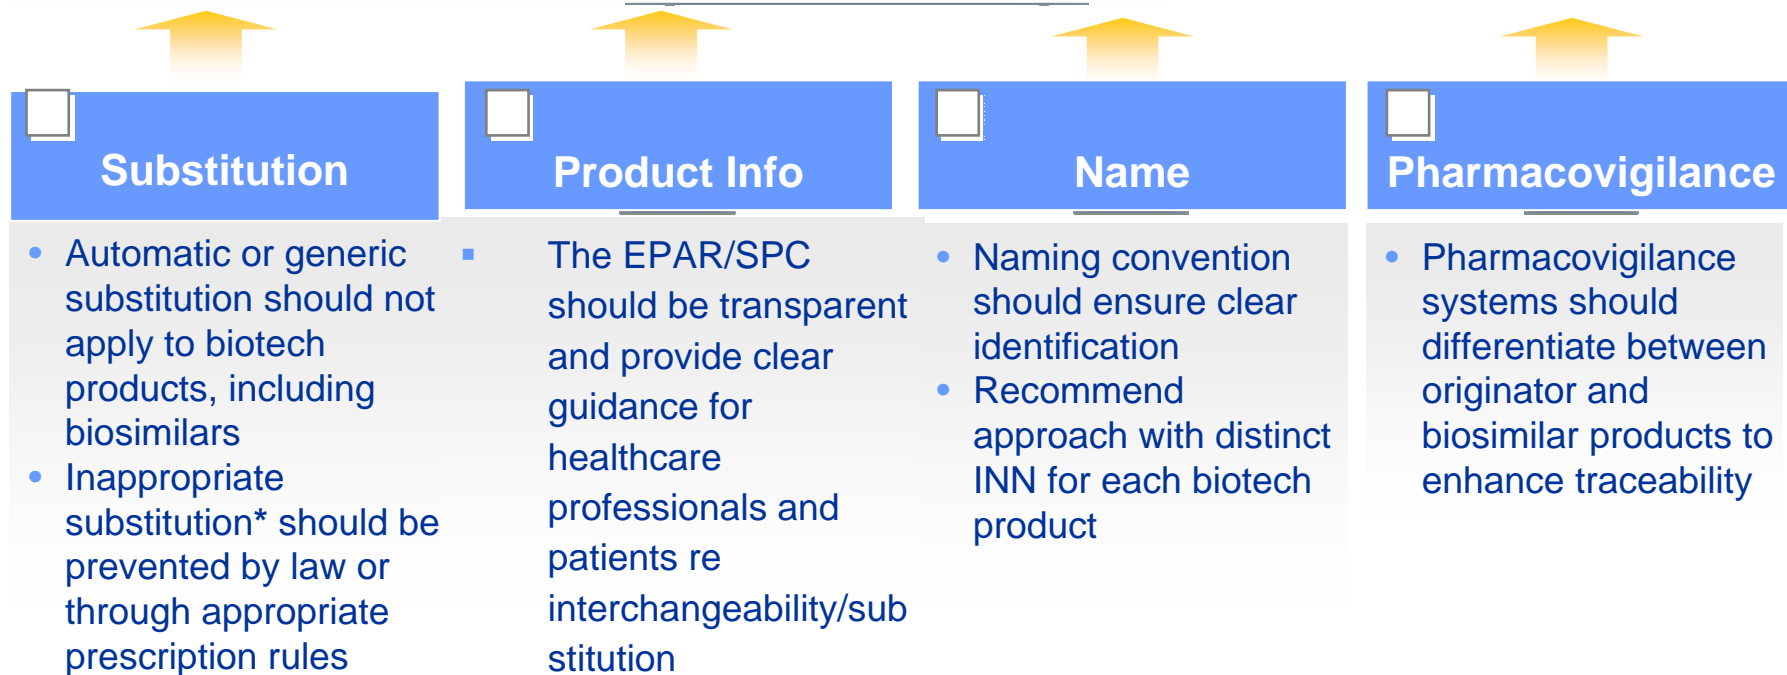 Substitution
• Automatic or generic
substitution should not
apply to biotech
products, including
biosimilars
• Inappropriate
substitution* should be
prevented by law or
through appropriate
prescription rules
Product Info
▪ The EPAR/SPC
should be transparent
and provide clear
guidance for
healthcare
professionals and
patients re
interchangeability/sub
stitution
Name
• Naming convention
should ensure clear
identification
• Recommend
approach with distinct
INN for each biotech
product
Pharmacovigilance
• Pharmacovigilance
systems should
differentiate between
originator and
biosimilar products to
enhance traceability